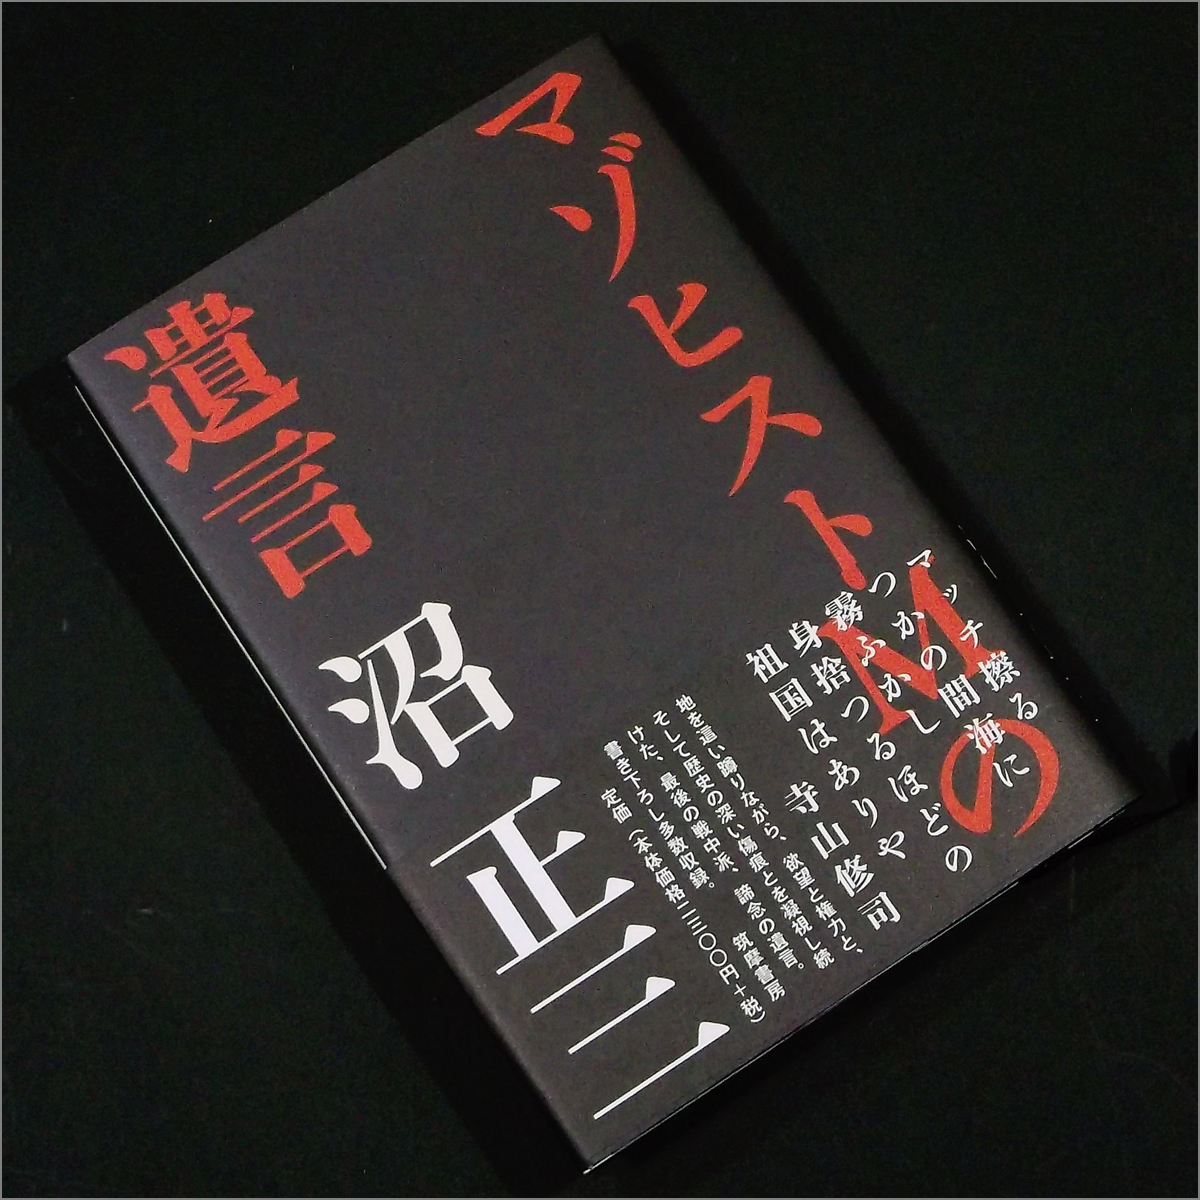 マゾヒストMの
遺言
沼正三
マッチ擦る
つかの間海に
霧ふかし
身捨つるほどの
祖国はありや
寺山修司
地を這い蹲りながら、欲望と権力と、
そして歴史の深い傷痕とを凝視し続
けた、最後の戦中派、諦念の遺言。
書き下ろし多数収録。 筑摩書房
定価(本体価格二三〇〇円+税)